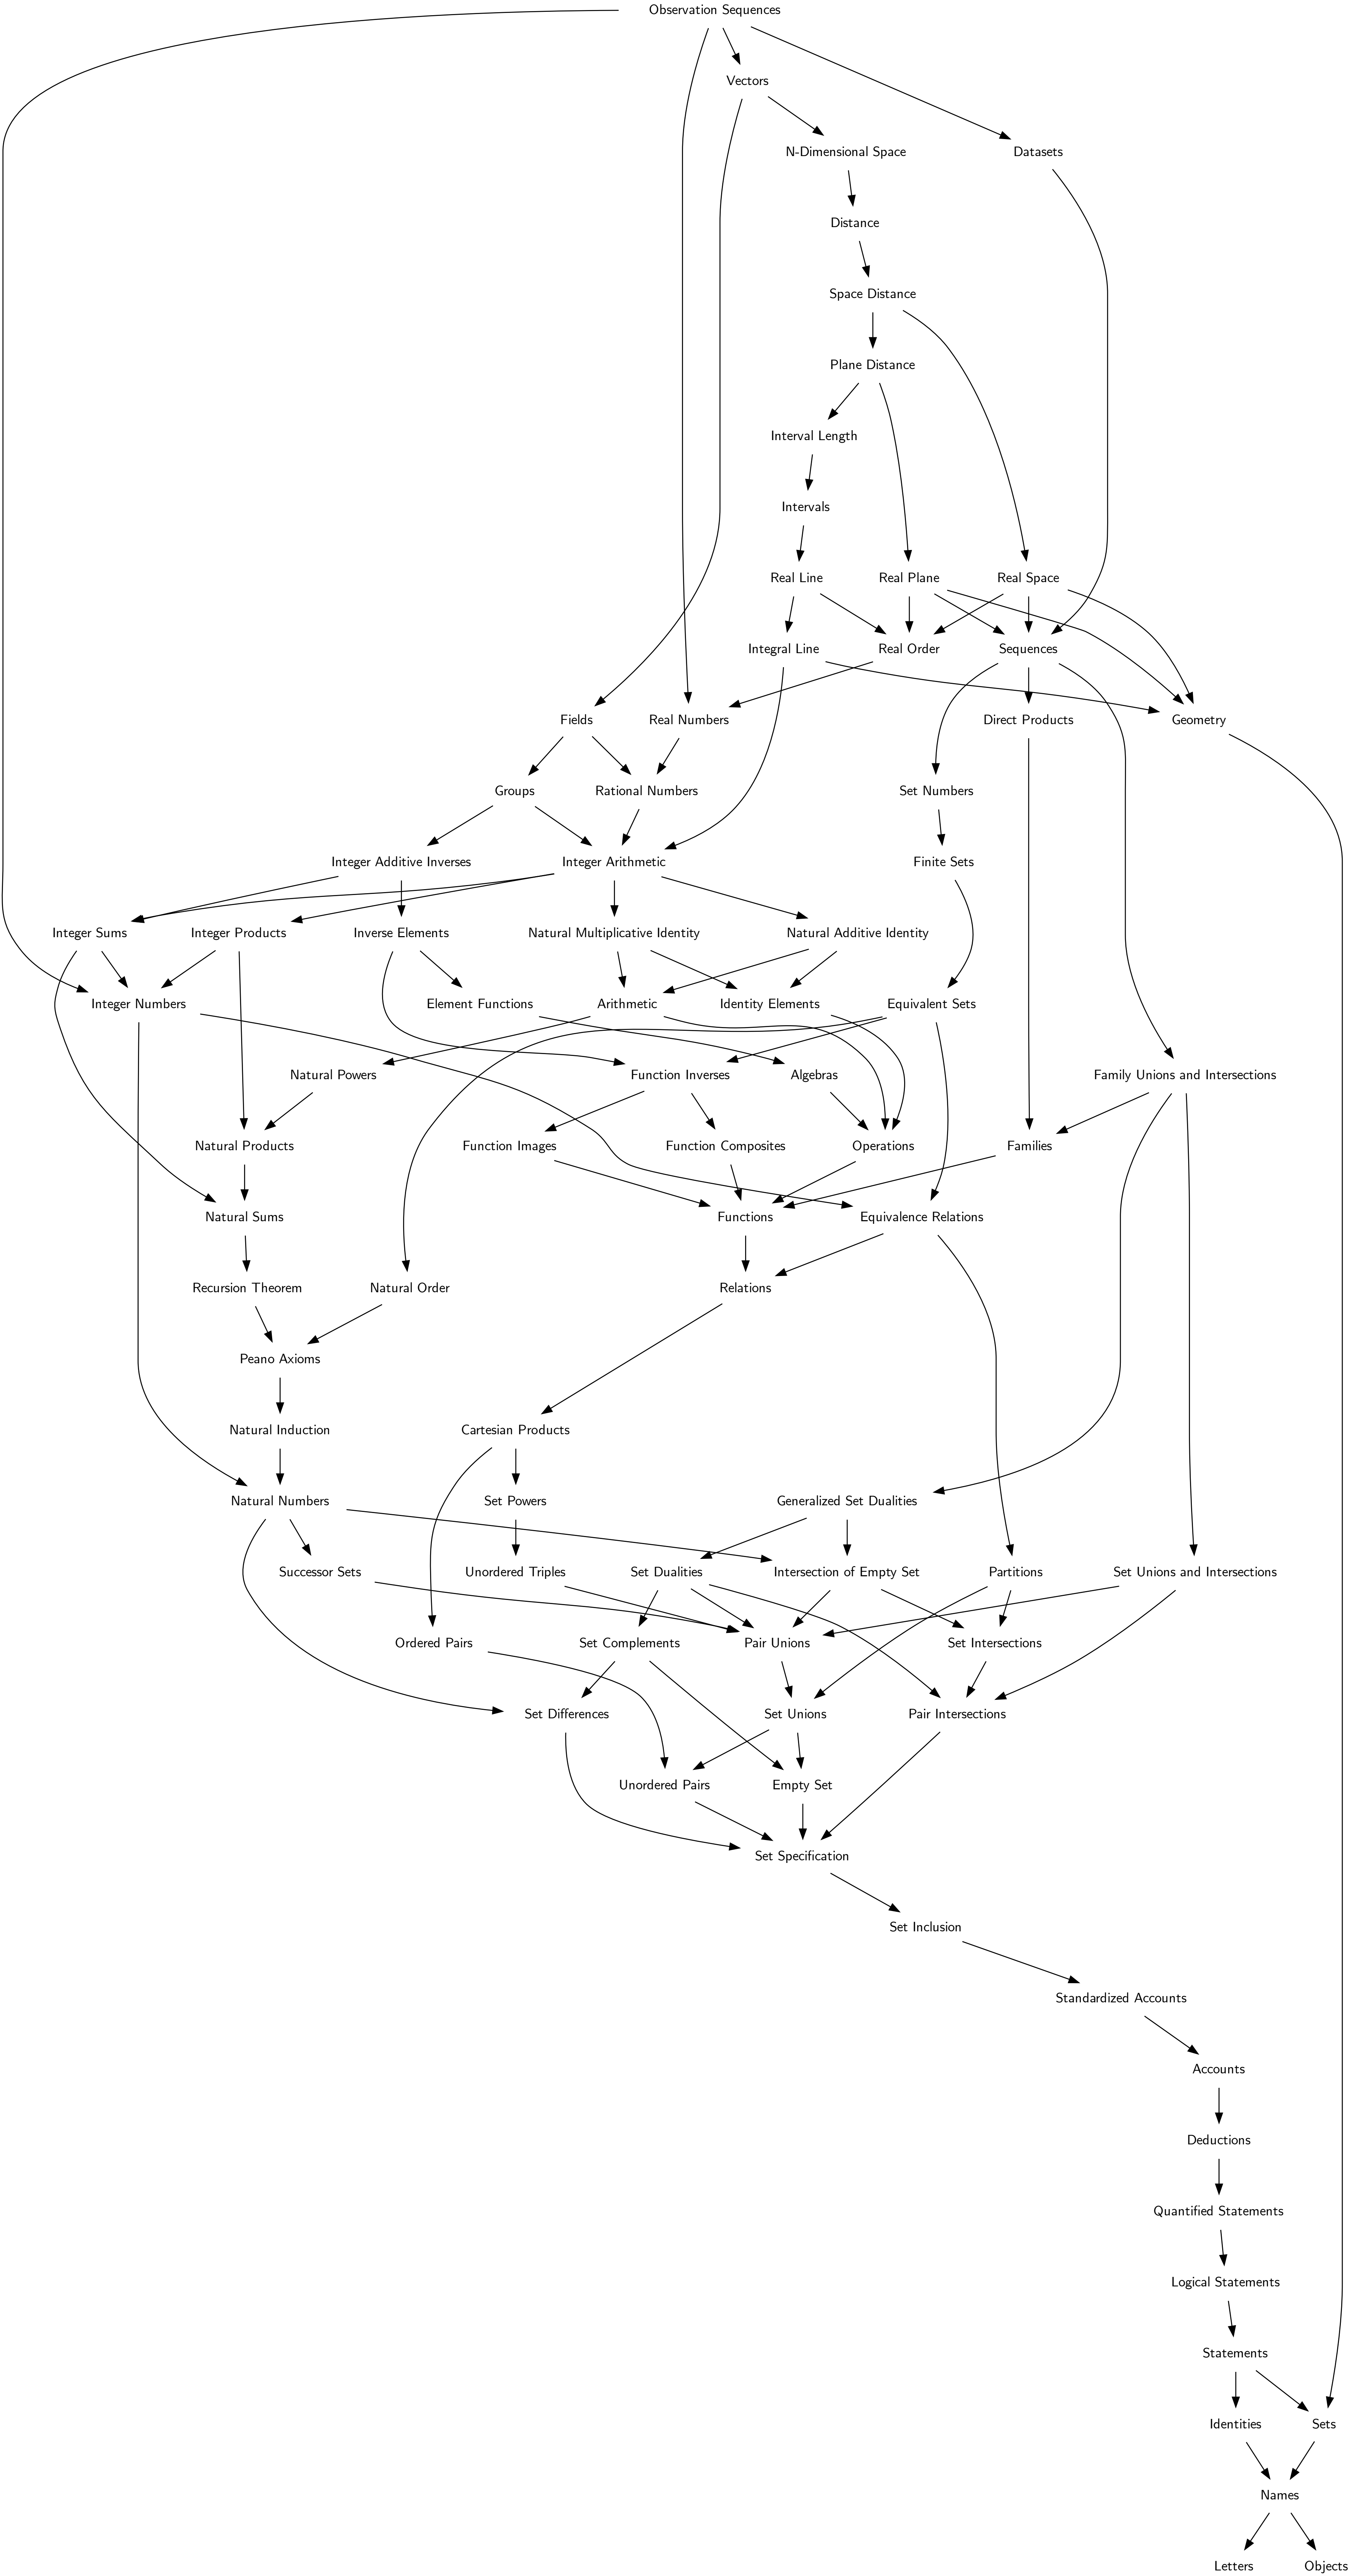 Observation Sequences
Vectors
N-Dimensional Space
Datasets
Distance
Space Distance
Plane Distance
Interval Length
Intervals
Real Line
Real Plane
Real Space
Integral Line
Real Order
Sequences
Fields
Real Numbers
Direct Products
Geometry
Groups
Rational Numbers
Set Numbers
Integer Additive Inverses
Integer Arithmetic
Finite Sets
Integer Sums
Integer Products
Inverse Elements
Natural Multiplicative Identity
Natural Additive Identity
Integer Numbers
Element Functions
Arithmetic
Identity Elements
Equivalent Sets
Natural Powers
Function Inverses
Algebras
Family Unions and Intersections
Natural Products
Function Images
Function Composites
Operations
Families
Natural Sums
Functions
Equivalence Relations
Recursion Theorem
Natural Order
Relations
Peano Axioms
Natural Induction
Cartesian Products
Natural Numbers
Set Powers
Generalized Set Dualities
Successor Sets
Unordered Triples
Set Dualities
Intersection of Empty Set
Partitions
Set Unions and Intersections
Ordered Pairs
Set Complements
Pair Unions
Set Intersections
Set Differences
Set Unions
Pair Intersections
Unordered Pairs
Empty Set
Set Specification
Set Inclusion
Standardized Accounts
Accounts
Deductions
Quantified Statements
Logical Statements
Statements
Identities
Sets
Names
Letters
Objects